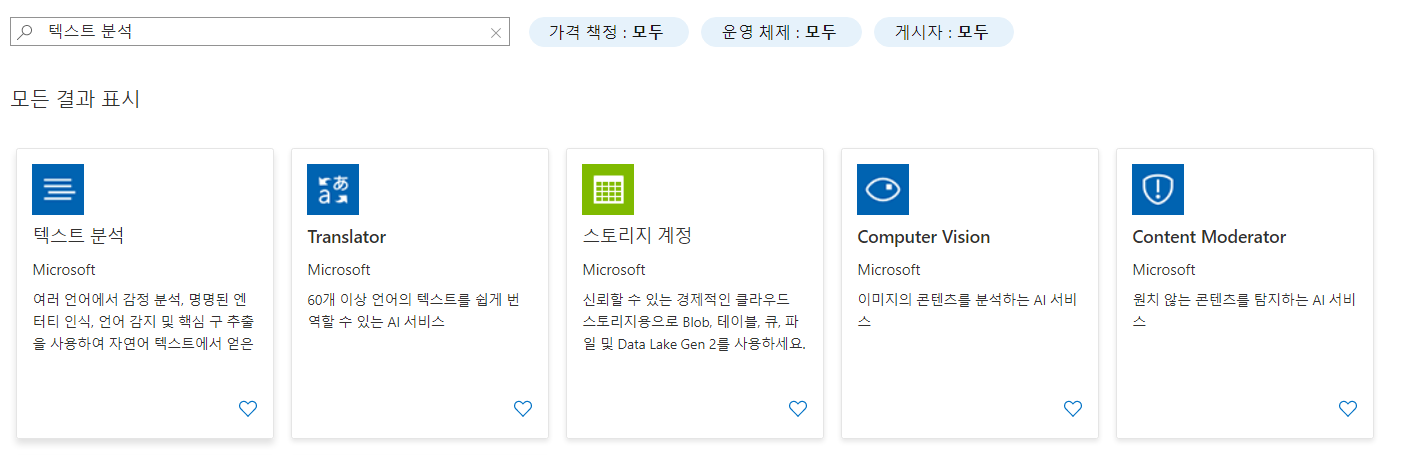 텍스트 분석
가격 책정 : 모두
운영 체제 : 모두
게시자 : 모두
모든 결과 표시
텍스트 분석
Microsoft
여러 언어에서 감정 분석, 명명된 엔
터티 인식, 언어 감지 및 핵심 구 추출
을 사용하여 자연어 텍스트에서 얻은
Translator
Microsoft
60개 이상 언어의 텍스트를 쉽게 번
역할 수 있는 AI 서비스
스토리지 계정
Microsoft
신뢰할 수 있는 경제적인 클라우드
스토리지용으로 Blob, 테이블, 큐, 파
일 및 Data Lake Gen 2를 사용하세요.
Computer Vision
Microsoft
이미지의 콘텐츠를 분석하는 AI 서비
스
Content Moderator
Microsoft
원치 않는 콘텐츠를 탐지하는 AI 서비
스